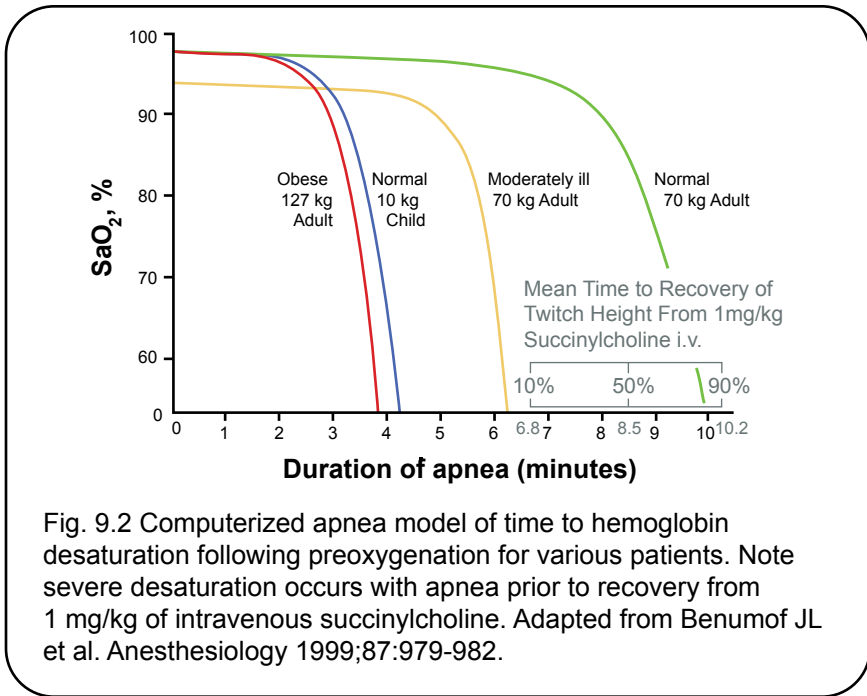 100
90
80
70
60
0
SaO2, %
Obese
127 kg
Adult
Normal
10 kg
Child
Moderately ill
70 kg Adult
Normal
70 kg Adult
Mean Time to Recovery of
Twitch Height From 1mg/kg
Succinylcholine i.v.
10% 50% 90%
0 1 2 3 4 5 6 6.8 7 8 8.5 9 10 10.2
Duration of apnea (minutes)
Fig. 9.2 Computerized apnea model of time to hemoglobin
desaturation following preoxygenation for various patients. Note
severe desaturation occurs with apnea prior to recovery from
1 mg/kg of intravenous succinylcholine. Adapted from Benumof JL
et al. Anesthesiology 1999;87:979-982.